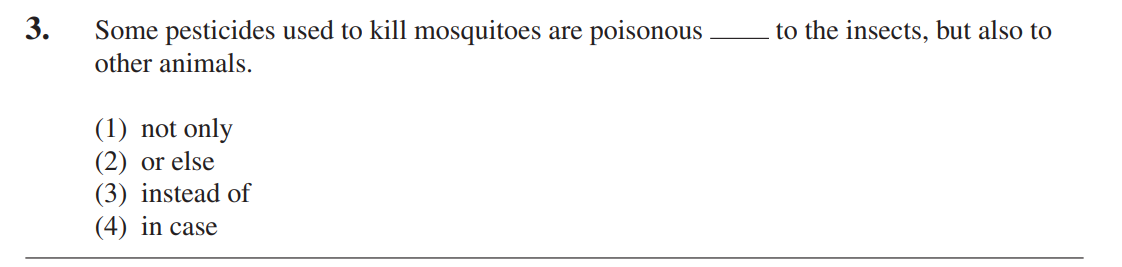 3. Some pesticides used to kill mosquitoes are poisonous ____ to the insects, but also to
other animals.
(1) not only
(2) or else
(3) instead of
(4) in case